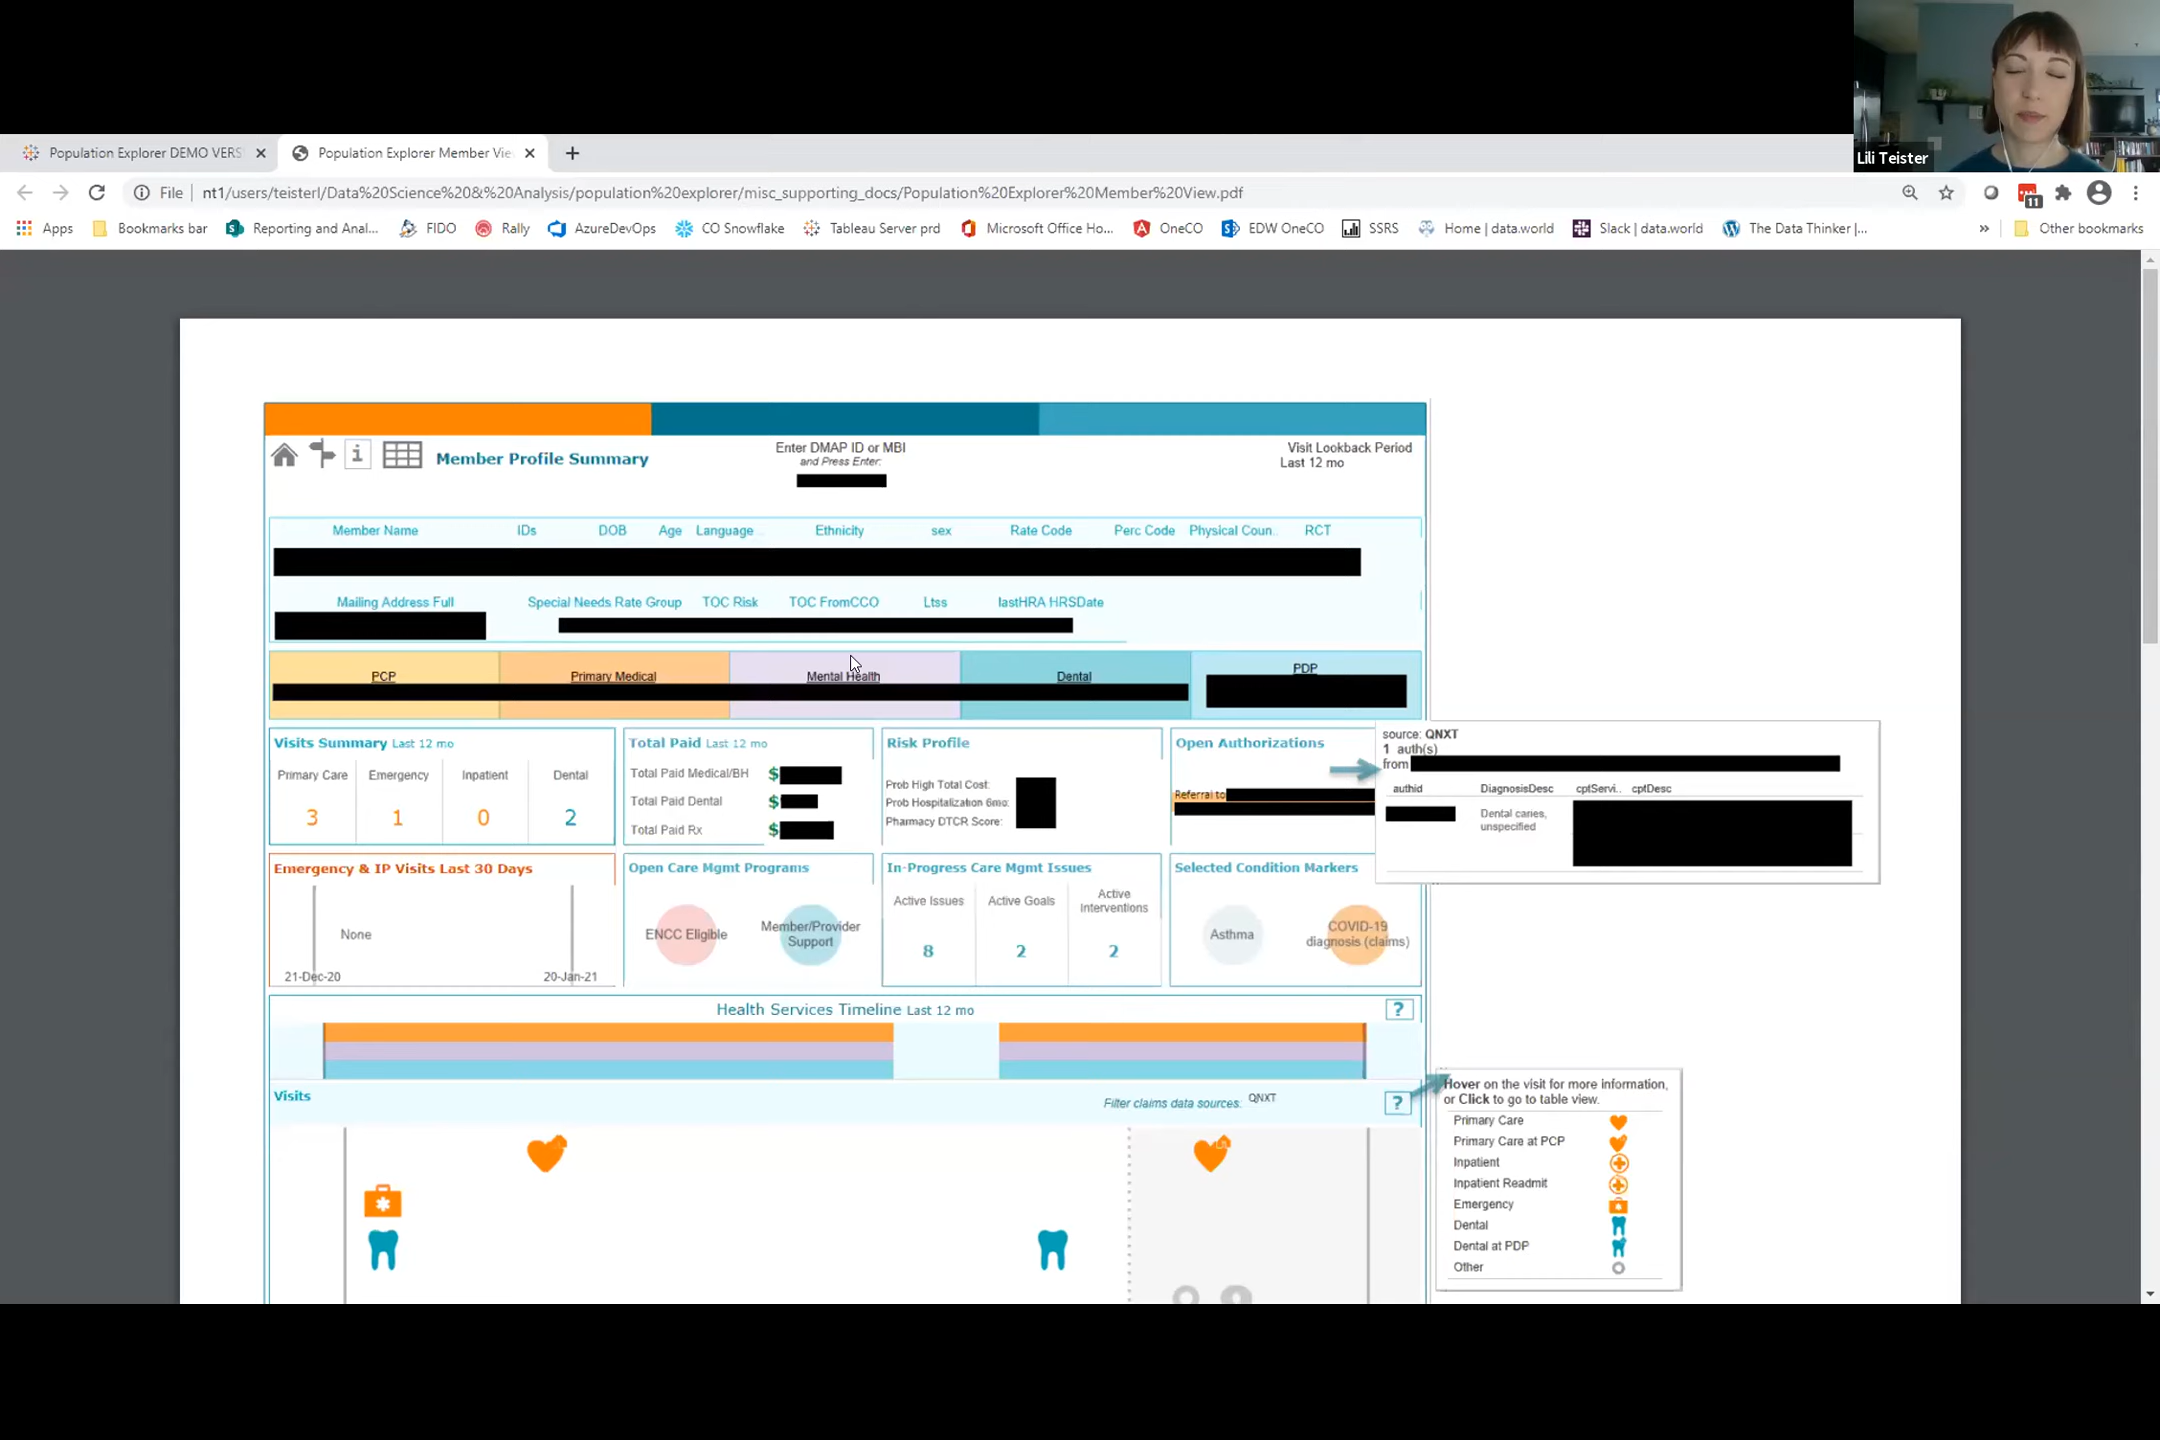 Lili Teister
Population Explorer DEMO VERS
Population Explorer Member Vie
File
nt1/users/teisterl/Data%20Science%20&%20Analysis/population%20explorer/misc_supporting_docs/Population%20Explorer%20Member%20View.pdf
11
Apps
Bookmarks bar
Reporting and Anal...
FIDO
Rally
AzureDevOps
CO Snowflake
Tableau Server prd
Microsoft Office Ho...
OneCO
EDW OneCO
SSRS
Home | data.world
Slack | data.world
The Data Thinker |...
»
Other bookmarks
Member Profile Summary
Enter DMAP ID or MBI
and Press Enter:
Visit Lookback Period
Last 12 mo
Member Name IDs DOB Age Language Ethnicity sex Rate Code Perc Code Physical Coun.. RCT
Mailing Address Full Special Needs Rate Group TOC Risk TOC FromCCO Ltss lastHRA HRSDate
PCP Primary Medical Mental Health Dental PDP
Visits Summary Last 12 mo
Primary Care Emergency Inpatient Dental
3 1 0 2
Total Paid Last 12 mo
Total Paid Medical/BH $
Total Paid Dental $
Total Paid Rx $
Risk Profile
Prob High Total Cost:
Prob Hospitalization 6mo:
Pharmacy DTCR Score:
Open Authorizations
Referral to
source: QNXT
1 auth(s)
from
authid DiagnosisDesc cptServi.. cptDesc
Dental caries,
unspecified
Emergency & IP Visits Last 30 Days
None
21-Dec-20 20-Jan-21
Open Care Mgmt Programs
ENCC Eligible
Member/Provider
Support
In-Progress Care Mgmt Issues
Active Issues Active Goals Active
Interventions
8 2 2
Selected Condition Markers
Asthma
COVID-19
diagnosis (claims)
Health Services Timeline Last 12 mo
?
Visits
Filter claims data sources. QNXT
?
Hover on the visit for more information,
or Click to go to table view.
Primary Care
Primary Care at PCP
Inpatient
Inpatient Readmit
Emergency
Dental
Dental at PDP
Other